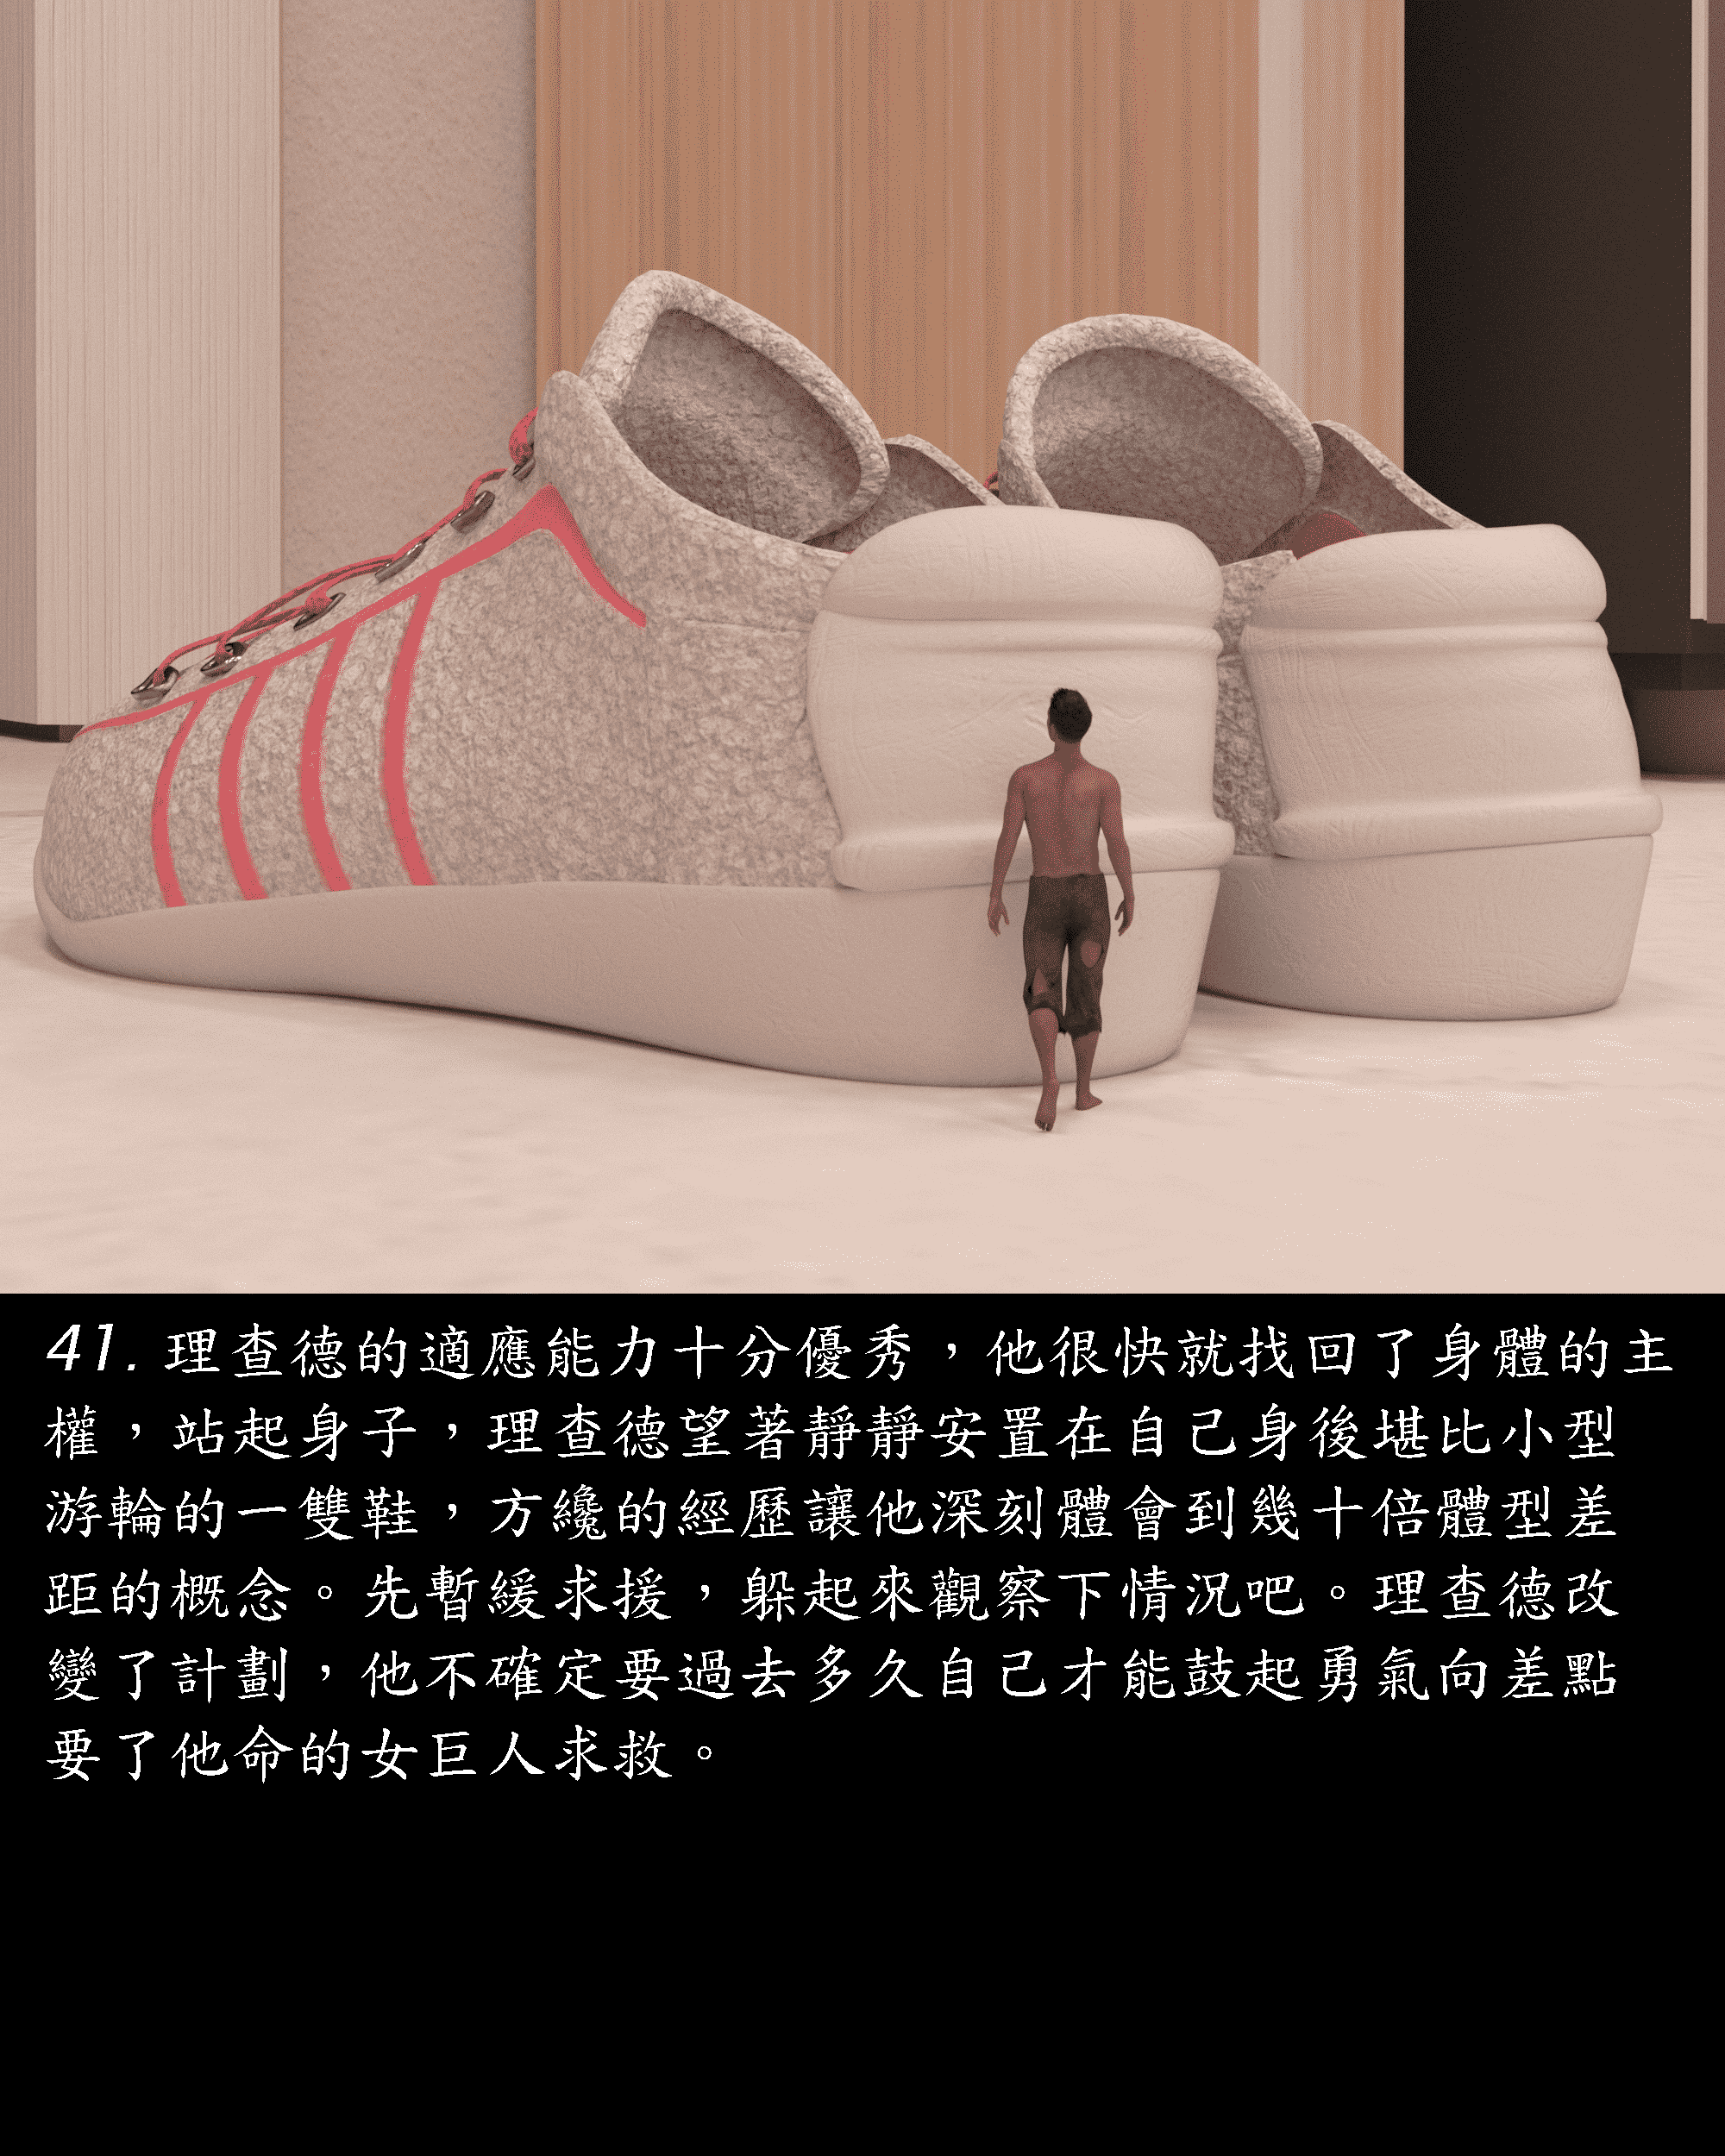 41. 理查德的適應能力十分優秀，他很快就找回了身體的主
權，站起身子，理查德望著靜靜安置在自己身後堪比小型
游輪的一雙鞋，方纔的經歷讓他深刻體會到幾十倍體型差
距的概念。先暫緩求援，躲起來觀察下情況吧。理查德改
變了計劃，他不確定要過去多久自己才能鼓起勇氣向差點
要了他命的女巨人求救。